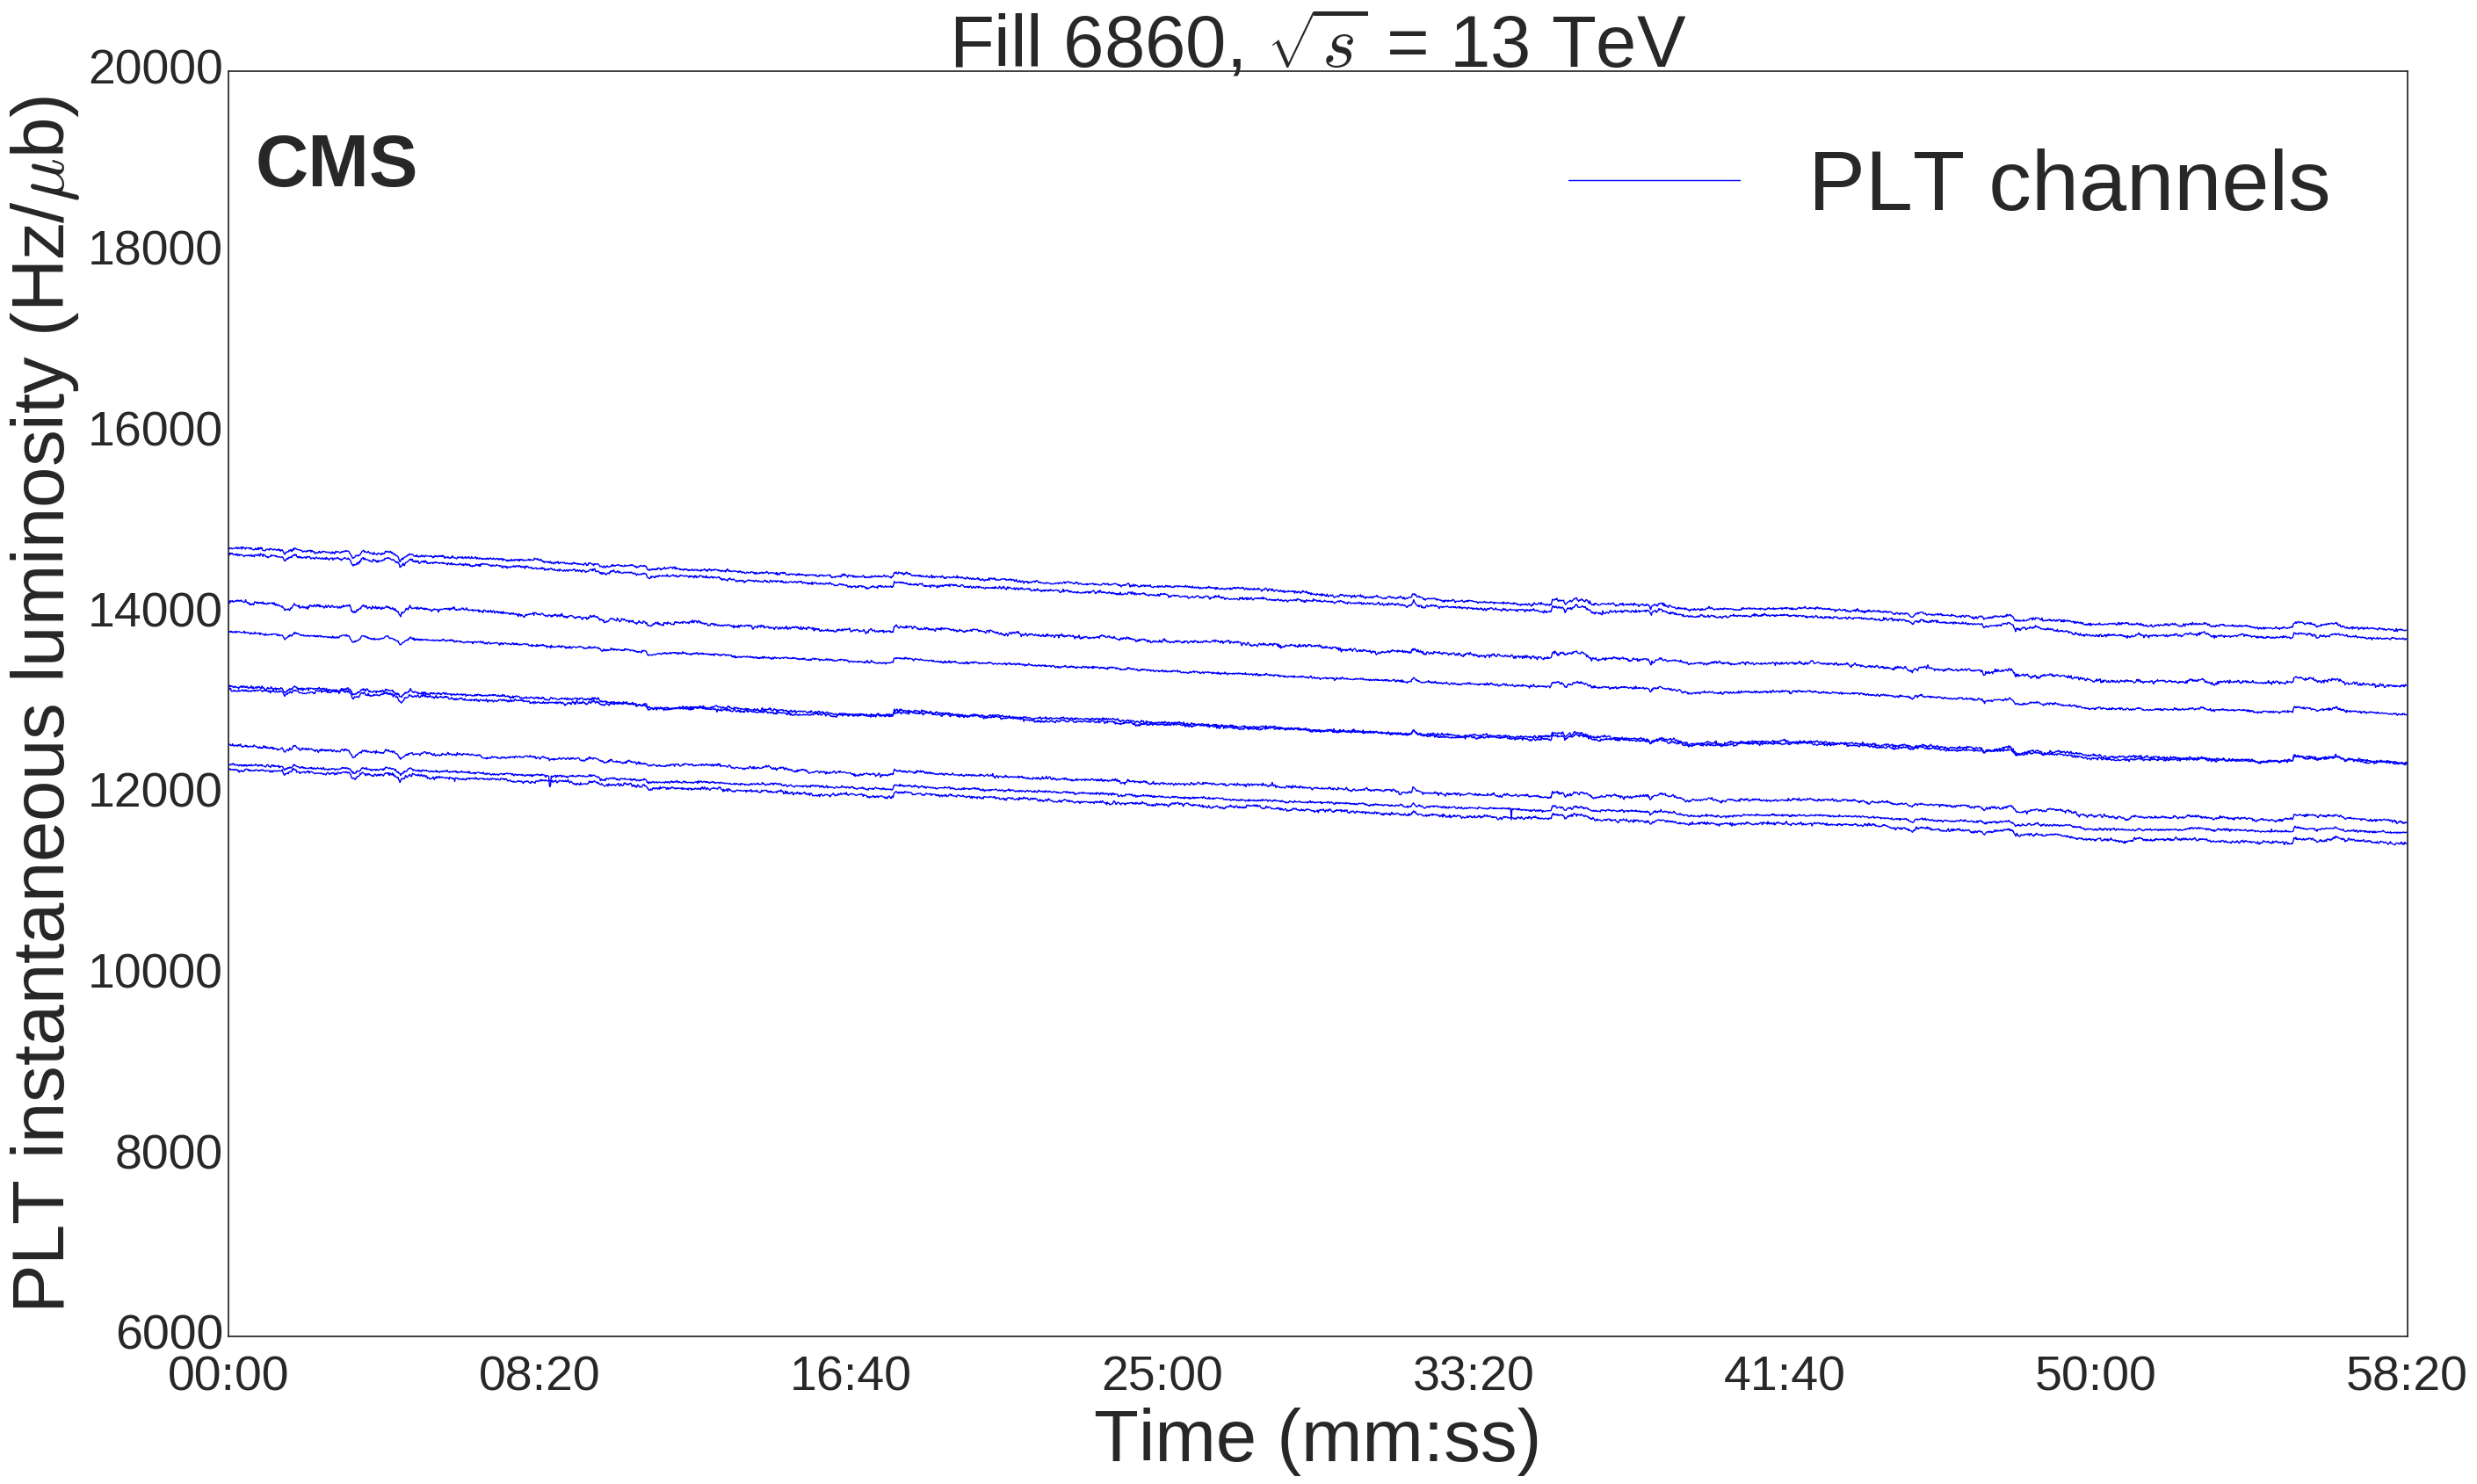 Fill 6860, √s = 13 TeV
CMS
PLT channels
PLT instantaneous luminosity (Hz/μb)
20000
18000
16000
14000
12000
10000
8000
6000
00:00 08:20 16:40 25:00 33:20 41:40 50:00 58:20
Time (mm:ss)